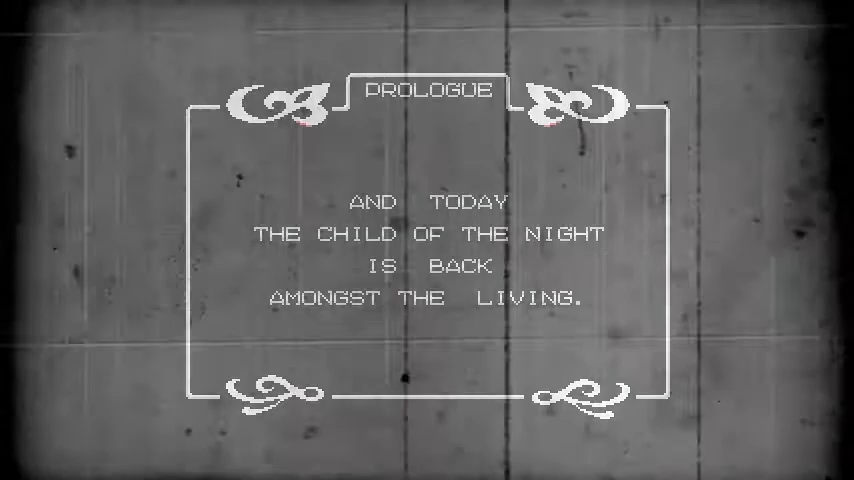 PROLOGUE
AND TODAY
THE CHILD OF THE NIGHT
IS BACK
AMONGST THE LIVING.